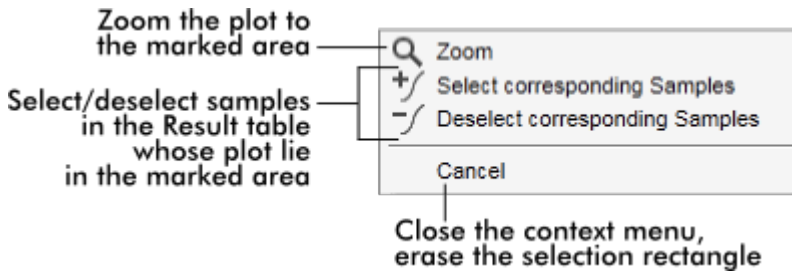 Zoom the plot to
the marked area
Zoom
Select corresponding Samples
Select/deselect samples
in the Result table
whose plot lie
in the marked area
Deselect corresponding Samples
Cancel
Close the context menu,
erase the selection rectangle